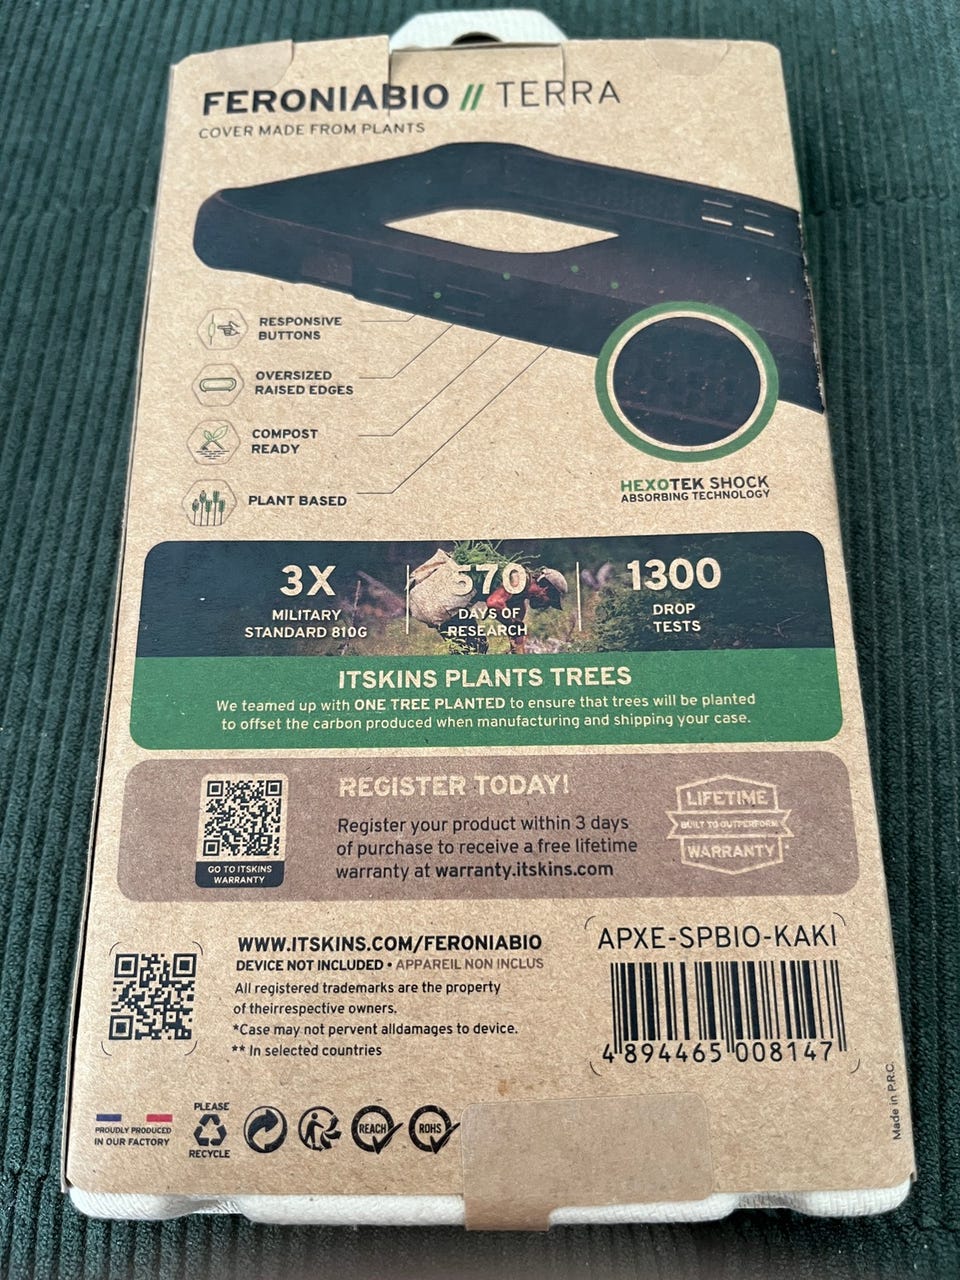 FERONIABIO // TERRA
COVER MADE FROM PLANTS
RESPONSIVE
BUTTONS
OVERSIZED
RAISED EDGES
COMPOST
READY
PLANT BASED
HEXOTEK SHOCK
ABSORBING TECHNOLOGY
3X
MILITARY
STANDARD 810G
570
DAYS OF
RESEARCH
1300
DROP
TESTS
ITSKINS PLANTS TREES
We teamed up with ONE TREE PLANTED to ensure that trees will be planted
to offset the carbon produced when manufacturing and shipping your case.
GO TO ITSKINS
WARRANTY
REGISTER TODAY!
Register your product within 3 days
of purchase to receive a free lifetime
warranty at warranty.itskins.com
LIFETIME
BUILT TO OUTPERFORM
WARRANTY*
WWW.ITSKINS.COM/FERONIABIO
DEVICE NOT INCLUDED • APPAREIL NON INCLUS
All registered trademarks are the property
of theirrespective owners.
*Case may not pervent alldamages to device.
** In selected countries
APXE-SPBIO-KAKI
4 894465 008147
Made in P.R.C.
PROUDLY PRODUCED
IN OUR FACTORY
PLEASE
RECYCLE
REACH
ROHS